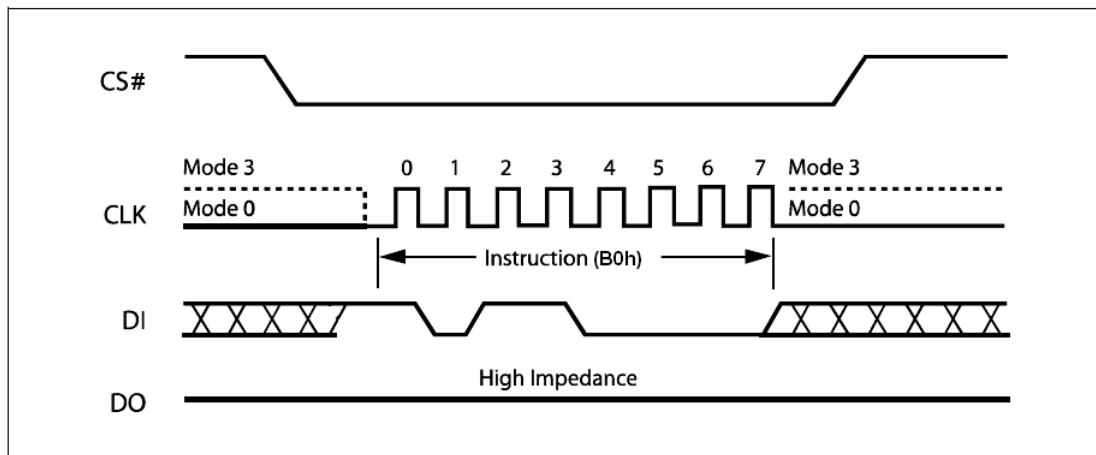 CS#
Mode 3
0 1 2 3 4 5 6 7
Mode 3
CLK
Mode 0
Mode 0
Instruction (B0h)
DI
High Impedance
DO